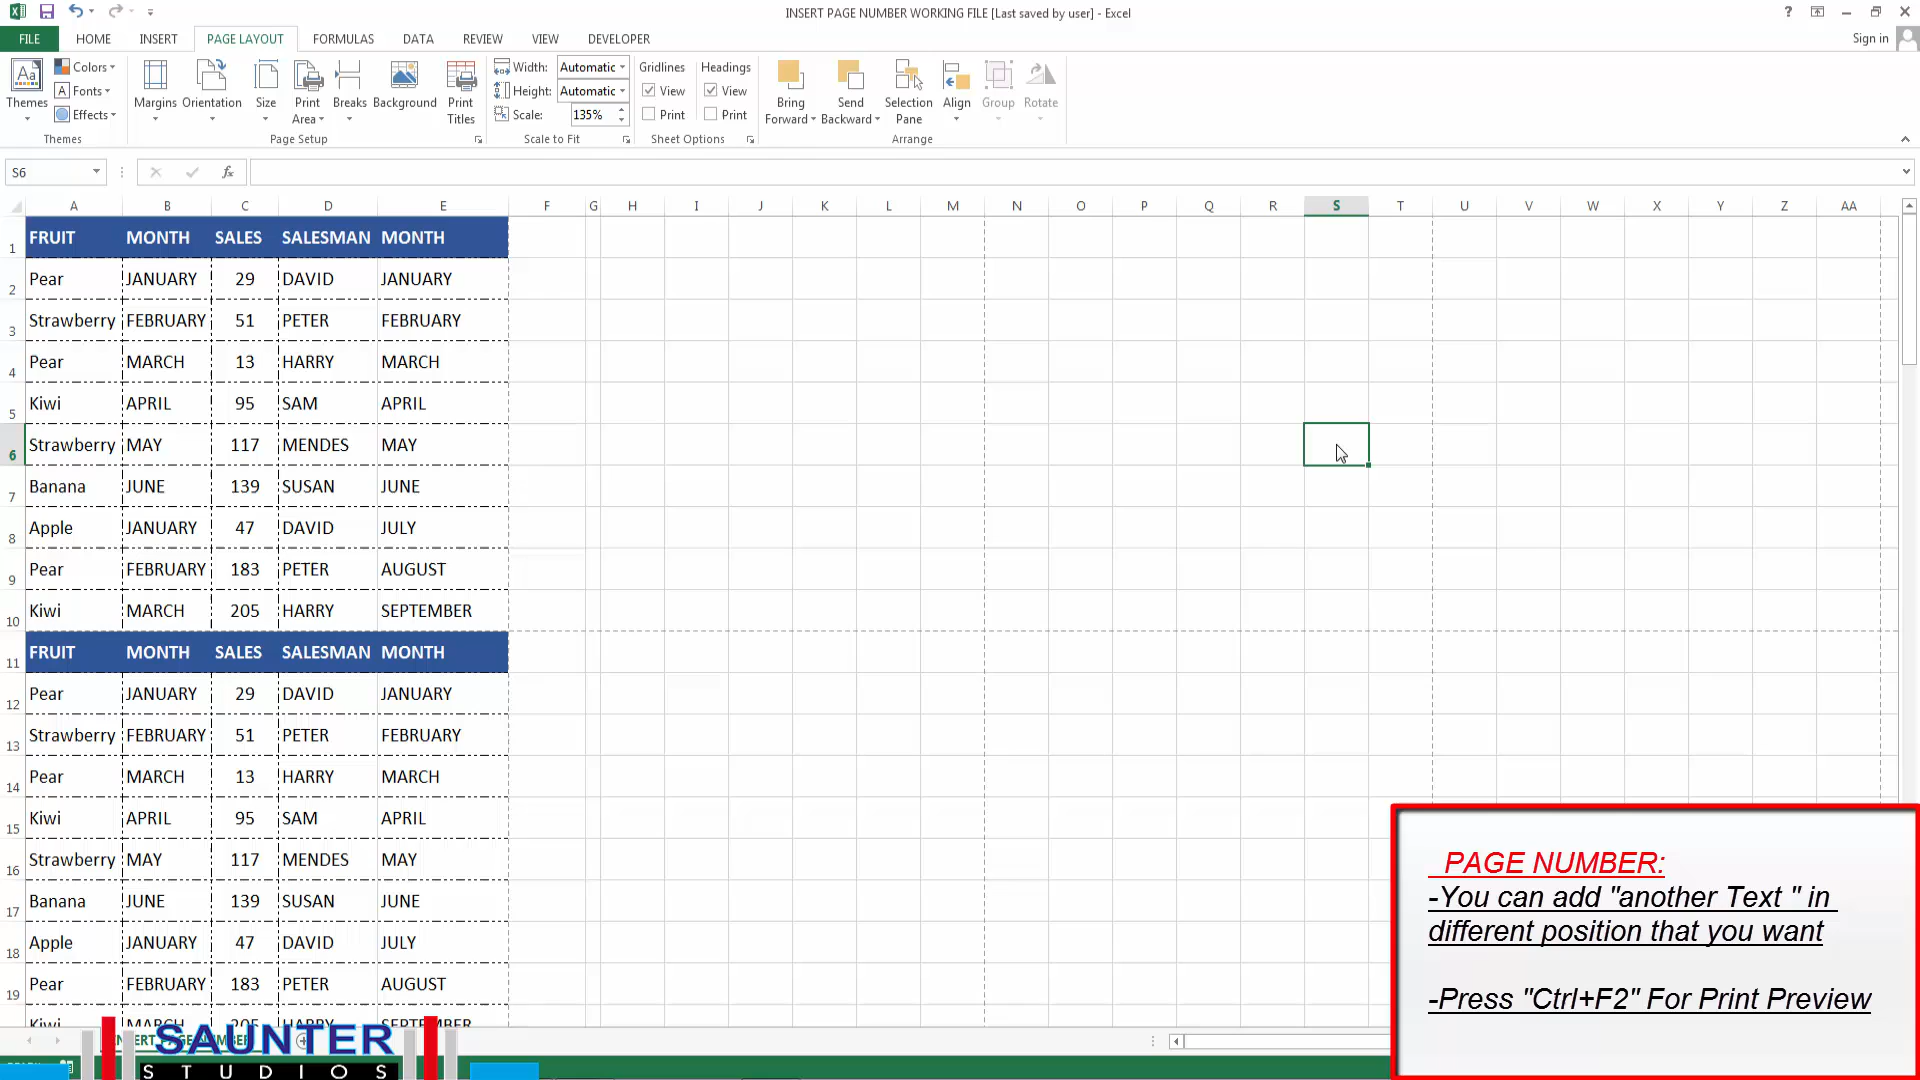 INSERT PAGE NUMBER WORKING FILE [Last saved by user] - Excel
FILE HOME INSERT PAGE LAYOUT FORMULAS DATA REVIEW VIEW DEVELOPER Sign in
Themes Colors Fonts Effects
Margins Orientation Size Print Area Breaks Background Print Titles
Width: Automatic
Height: Automatic
Scale: 135%
Gridlines View Print
Headings View Print
Bring Forward Send Backward Selection Pane Align Group Rotate
Themes Page Setup Scale to Fit Sheet Options Arrange
S6 fx
A B C D E F G H I J K L M N O P Q R S T U V W X Y Z AA
1 FRUIT MONTH SALES SALESMAN MONTH
2 Pear JANUARY 29 DAVID JANUARY
3 Strawberry FEBRUARY 51 PETER FEBRUARY
4 Pear MARCH 13 HARRY MARCH
5 Kiwi APRIL 95 SAM APRIL
6 Strawberry MAY 117 MENDES MAY
7 Banana JUNE 139 SUSAN JUNE
8 Apple JANUARY 47 DAVID JULY
9 Pear FEBRUARY 183 PETER AUGUST
10 Kiwi MARCH 205 HARRY SEPTEMBER
11 FRUIT MONTH SALES SALESMAN MONTH
12 Pear JANUARY 29 DAVID JANUARY
13 Strawberry FEBRUARY 51 PETER FEBRUARY
14 Pear MARCH 13 HARRY MARCH
15 Kiwi APRIL 95 SAM APRIL
16 Strawberry MAY 117 MENDES MAY
17 Banana JUNE 139 SUSAN JUNE
18 Apple JANUARY 47 DAVID JULY
19 Pear FEBRUARY 183 PETER AUGUST
Kiwi MARCH 205 HARRY SEPTEMBER
SAUNTER
STUDIOS
PAGE NUMBER:
-You can add "another Text " in
different position that you want
-Press "Ctrl+F2" For Print Preview